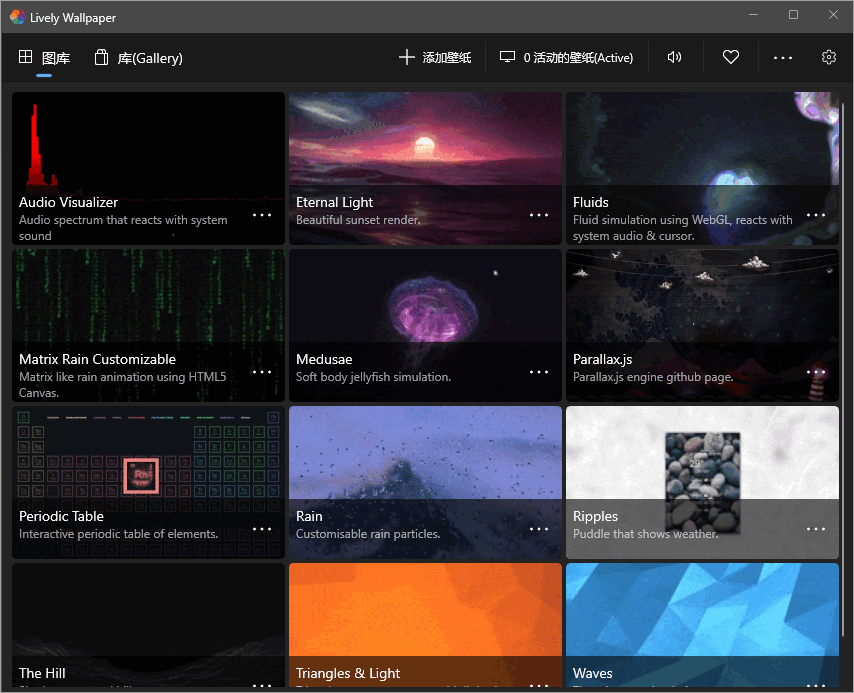 Lively Wallpaper
图库
库(Gallery)
添加壁纸
0 活动的壁纸(Active)
Audio Visualizer
Audio spectrum that reacts with system
sound
Eternal Light
Beautiful sunset render.
Fluids
Fluid simulation using WebGL, reacts with
system audio & cursor.
Matrix Rain Customizable
Matrix like rain animation using HTML5
Canvas.
Medusae
Soft body jellyfish simulation.
Parallax.js
Parallax.js engine github page.
Rh
Periodic Table
Interactive periodic table of elements.
Rain
Customisable rain particles.
Ripples
Puddle that shows weather.
The Hill
Triangles & Light
Waves